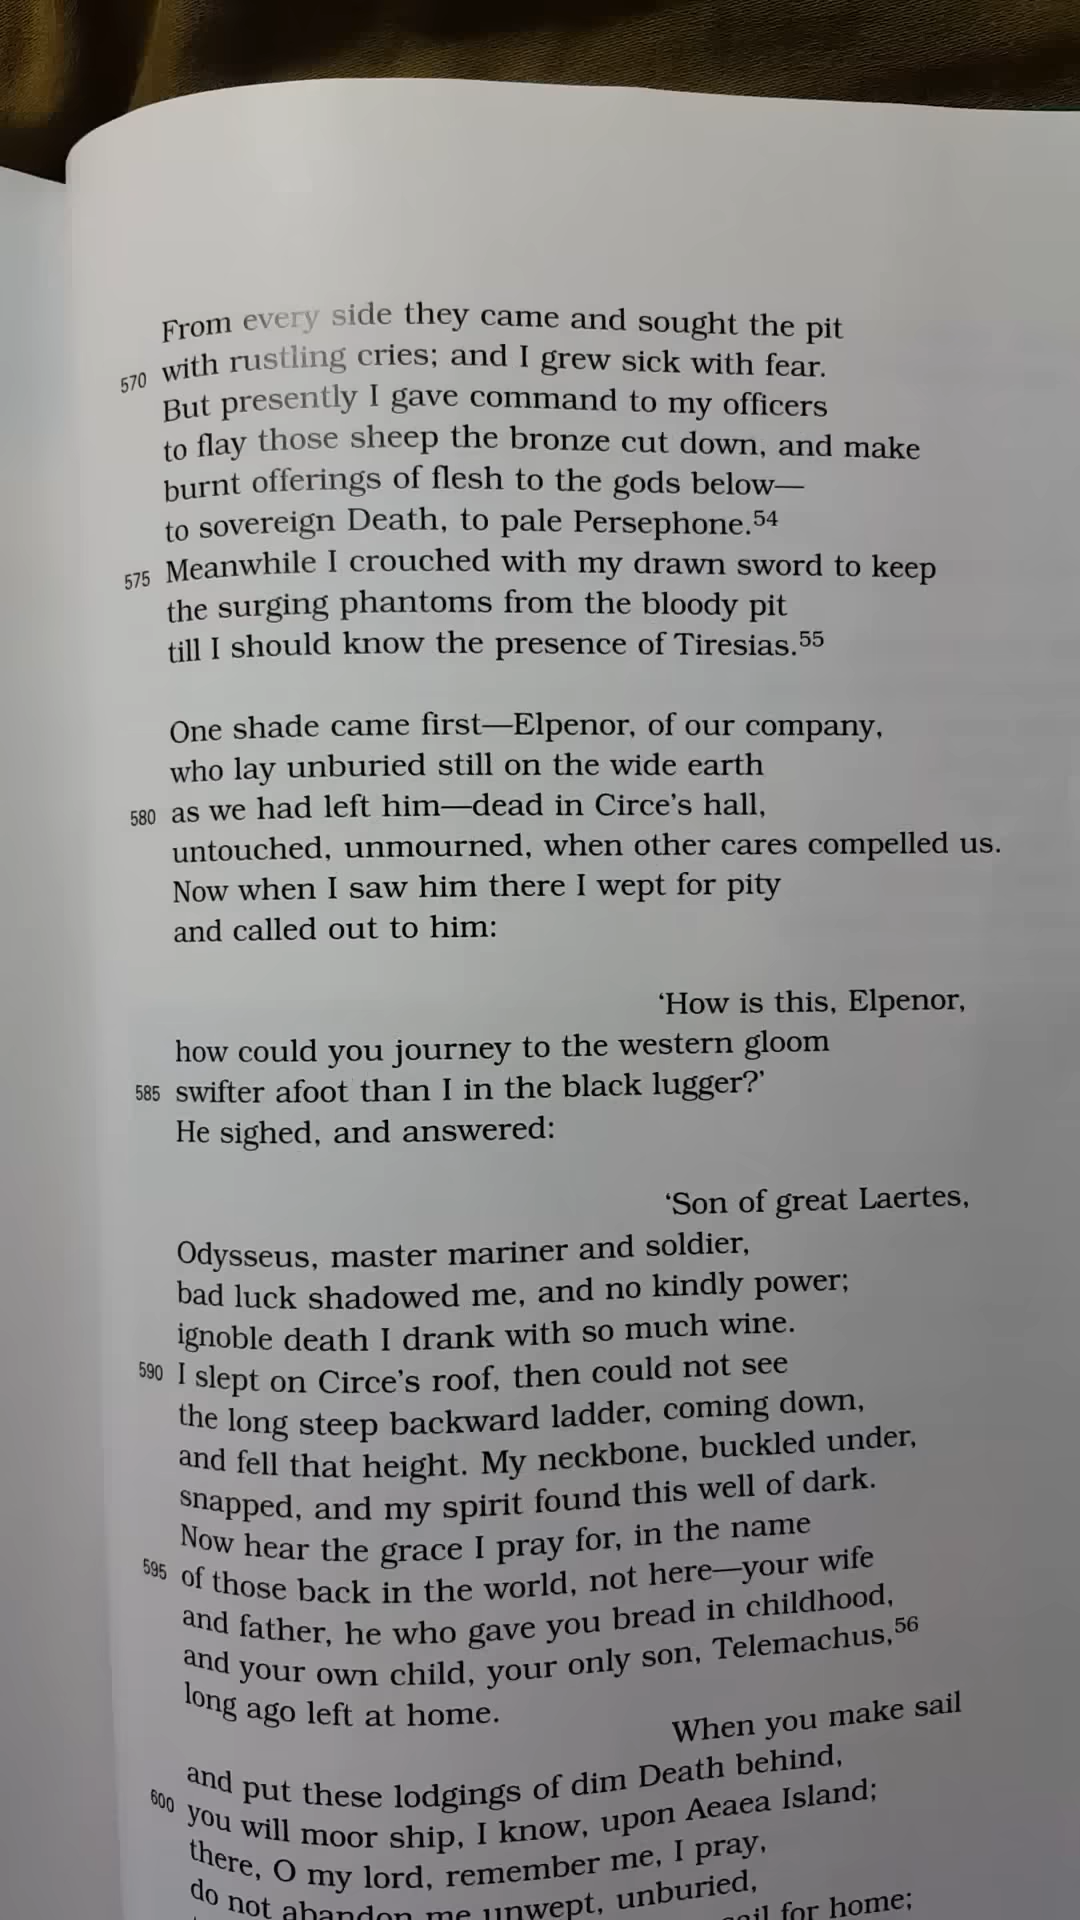 From every side they came and sought the pit
570 with rustling cries; and I grew sick with fear.
But presently I gave command to my officers
to flay those sheep the bronze cut down, and make
burnt offerings of flesh to the gods below—
to sovereign Death, to pale Persephone.54
575 Meanwhile I crouched with my drawn sword to keep
the surging phantoms from the bloody pit
till I should know the presence of Tiresias.55
One shade came first—Elpenor, of our company,
who lay unburied still on the wide earth
580 as we had left him—dead in Circe's hall,
untouched, unmourned, when other cares compelled us.
Now when I saw him there I wept for pity
and called out to him:
‘How is this, Elpenor,
how could you journey to the western gloom
585 swifter afoot than I in the black lugger?’
He sighed, and answered:
‘Son of great Laertes,
Odysseus, master mariner and soldier,
bad luck shadowed me, and no kindly power;
ignoble death I drank with so much wine.
590 I slept on Circe's roof, then could not see
the long steep backward ladder, coming down,
and fell that height. My neckbone, buckled under,
snapped, and my spirit found this well of dark.
Now hear the grace I pray for, in the name
595 of those back in the world, not here—your wife
and father, he who gave you bread in childhood,
and your own child, your only son, Telemachus,56
long ago left at home.
When you make sail
and put these lodgings of dim Death behind,
600 you will moor ship, I know, upon Aeaea Island;
there, O my lord, remember me, I pray,
do not abandon me unwept, unburied,
sail for home;